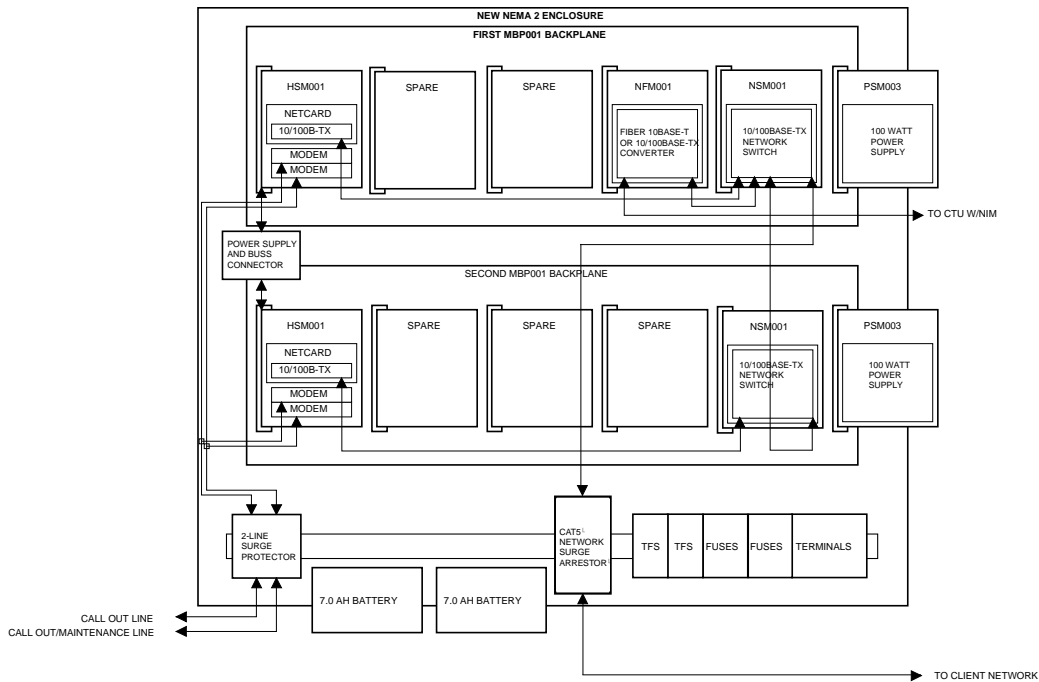 NEW NEMA 2 ENCLOSURE
FIRST MBP001 BACKPLANE
HSM001
NETCARD
10/100B-TX
MODEM
MODEM
SPARE
SPARE
NFM001
FIBER 10BASE-T
OR 10/100BASE-TX
CONVERTER
NSM001
10/100BASE-TX
NETWORK
SWITCH
PSM003
100 WATT
POWER
SUPPLY
TO CTU W/NIM
POWER SUPPLY
AND BUSS
CONNECTOR
SECOND MBP001 BACKPLANE
HSM001
NETCARD
10/100B-TX
MODEM
MODEM
SPARE
SPARE
SPARE
NSM001
10/100BASE-TX
NETWORK
SWITCH
PSM003
100 WATT
POWER
SUPPLY
2-LINE
SURGE
PROTECTOR
CAT5
NETWORK
SURGE
ARRESTOR
TFS
TFS
FUSES
FUSES
TERMINALS
7.0 AH BATTERY
7.0 AH BATTERY
CALL OUT LINE
CALL OUT/MAINTENANCE LINE
TO CLIENT NETWORK